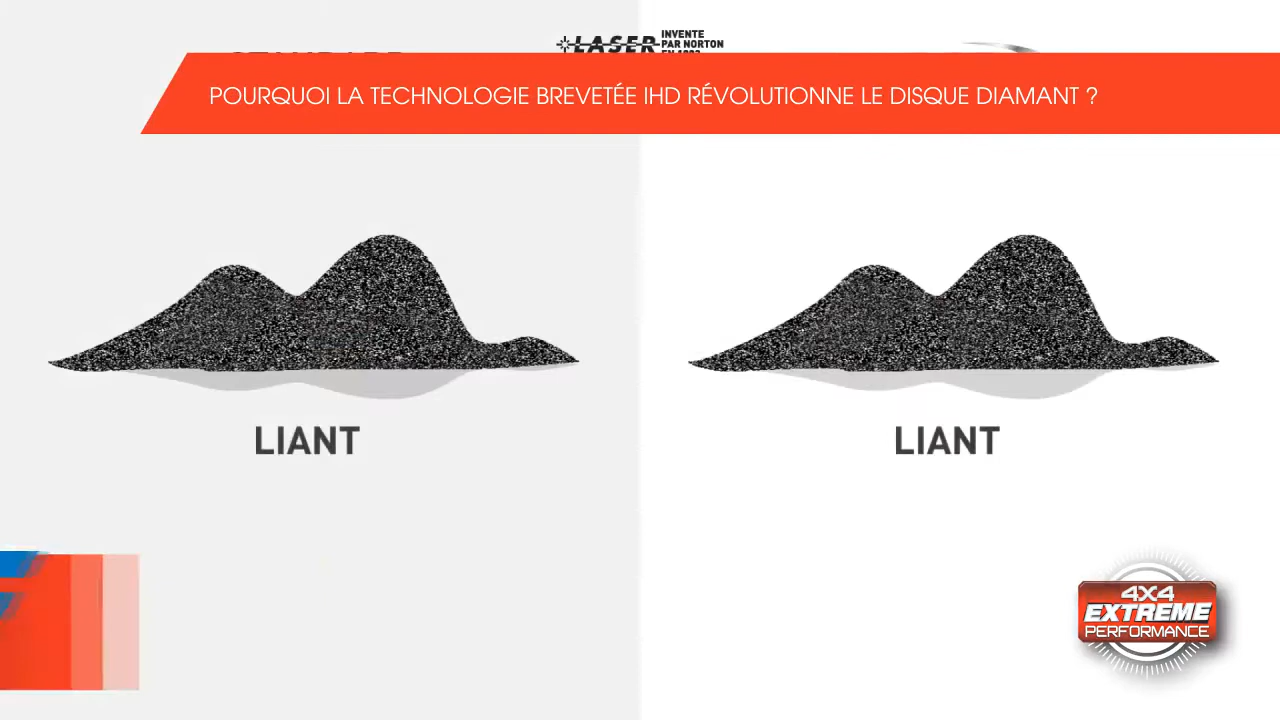 LASER
INVENTE
PAR NORTON
POURQUOI LA TECHNOLOGIE BREVETÉE IHD RÉVOLUTIONNE LE DISQUE DIAMANT ?
LIANT
LIANT
4X4
EXTREME
PERFORMANCE